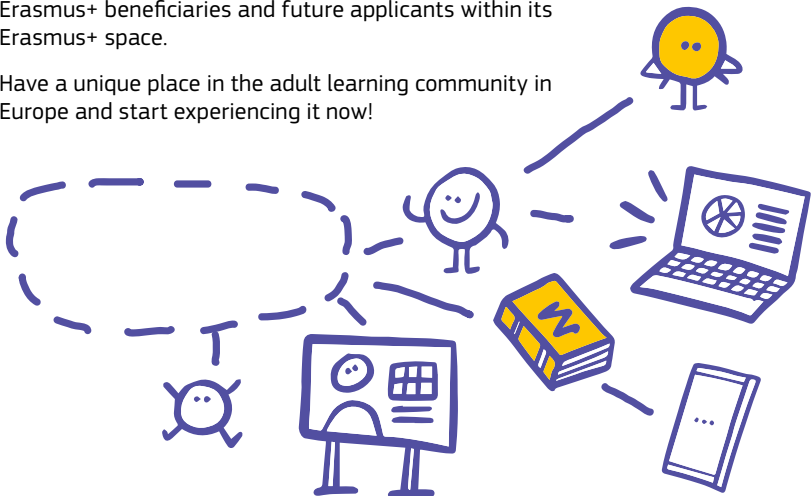 Erasmus+ beneficiaries and future applicants within its
Erasmus+ space.
Have a unique place in the adult learning community in
Europe and start experiencing it now!